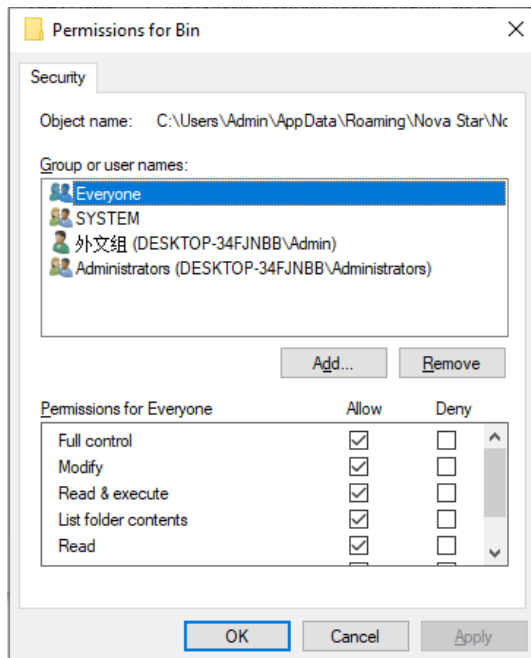 Permissions for Bin
Security
Object name: C:\Users\Admin\AppData\Roaming\Nova Star\Nc
Group or user names:
Everyone
SYSTEM
外文组 (DESKTOP-34FJNBB\Admin)
Administrators (DESKTOP-34FJNBB\Administrators)
Add... Remove
Permissions for Everyone Allow Deny
Full control
Modify
Read & execute
List folder contents
Read
OK Cancel Apply